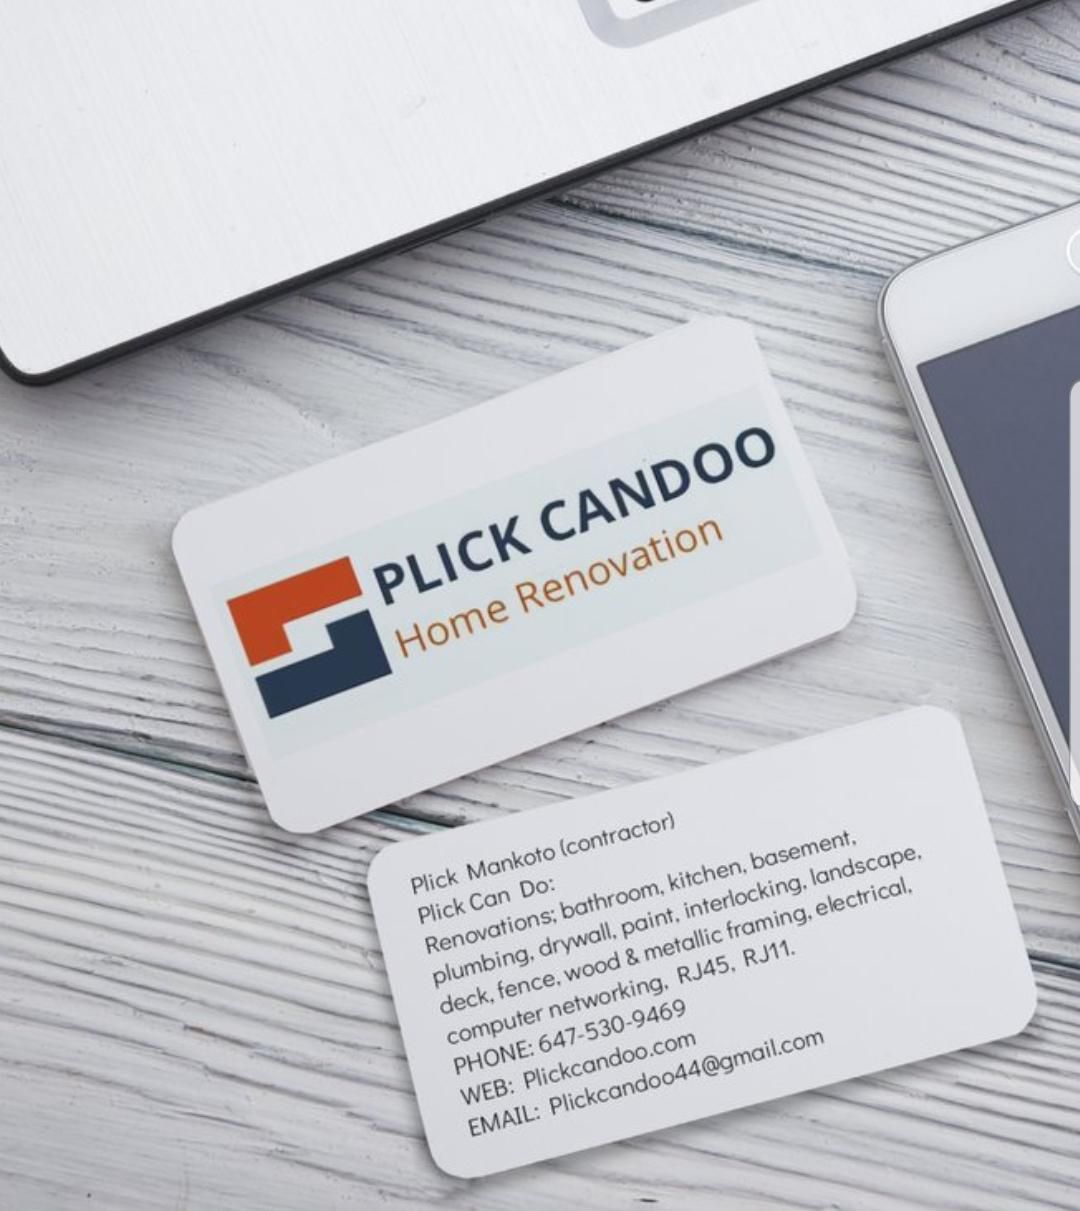 PLICK CANDOO
Home Renovation
Plick Mankoto (contractor)
Plick Can Do:
Renovations; bathroom, kitchen, basement,
plumbing, drywall, paint, interlocking, landscape,
deck, fence, wood & metallic framing, electrical,
computer networking, RJ45, RJ11.
PHONE: 647-530-9469
WEB: Plickcandoo.com
EMAIL: Plickcandoo44@gmail.com